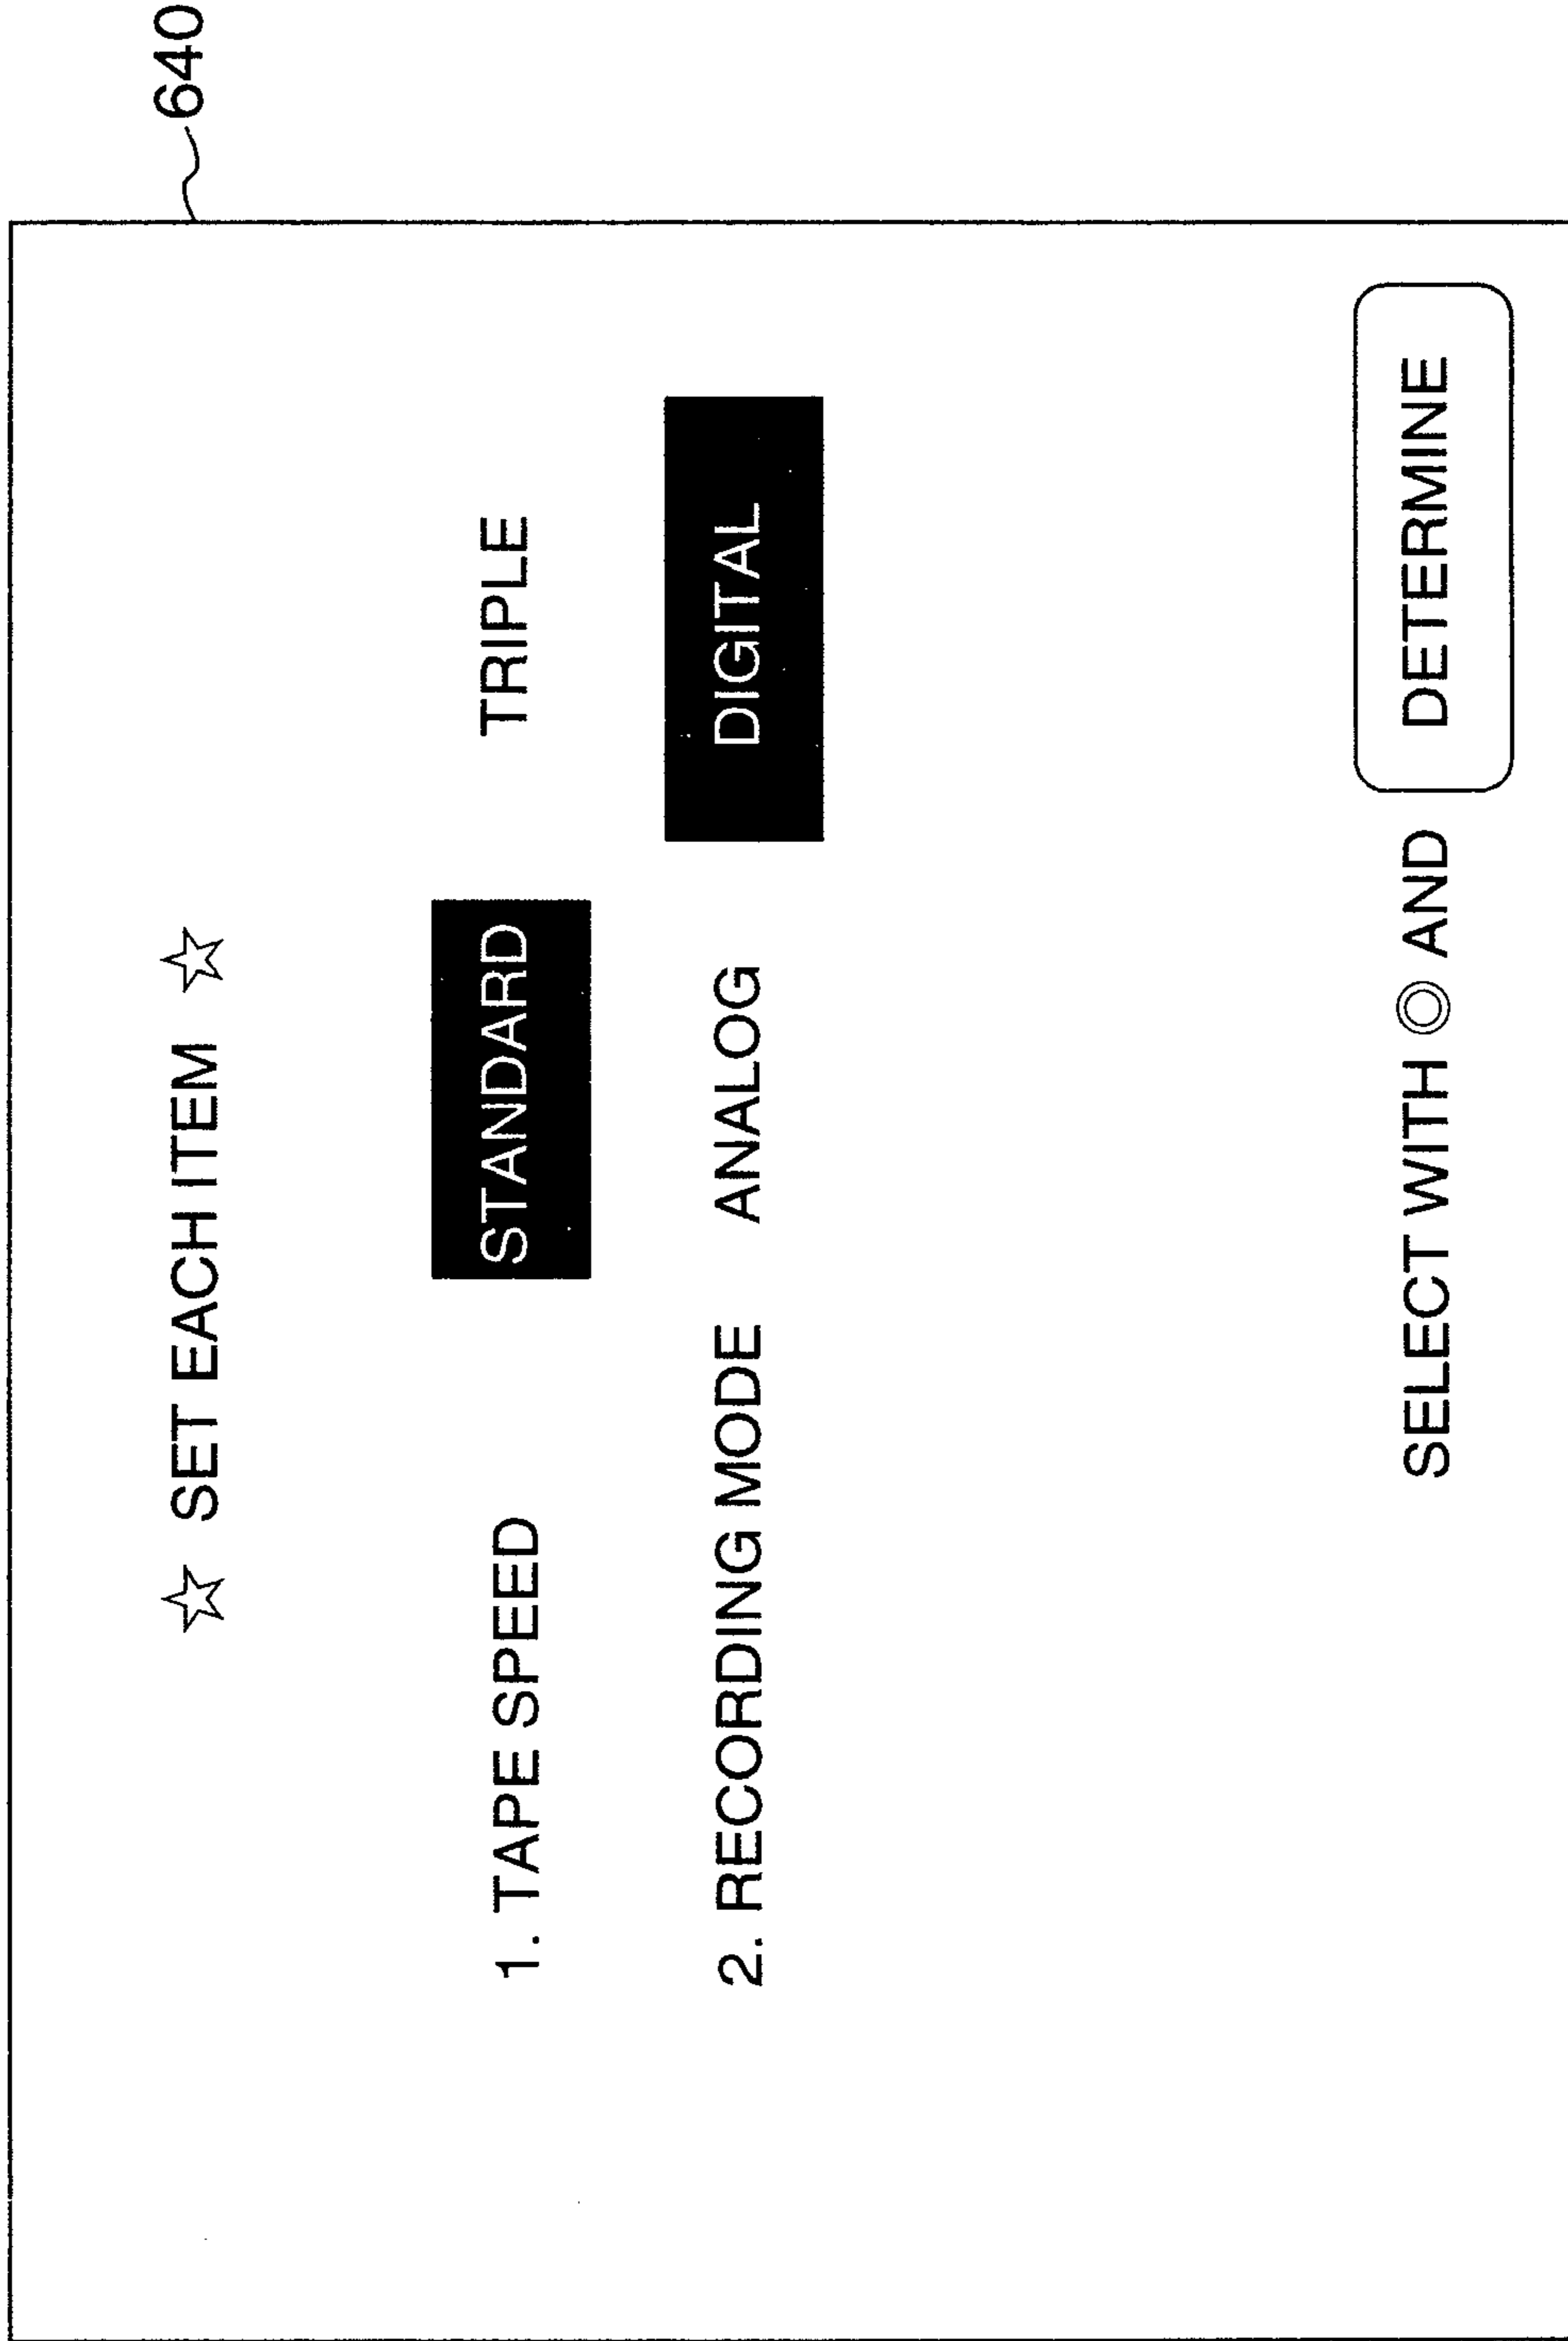 640
☆ SET EACH ITEM ☆
1. TAPE SPEED STANDARD TRIPLE
2. RECORDING MODE ANALOG DIGITAL
SELECT WITH ◎ AND DETERMINE